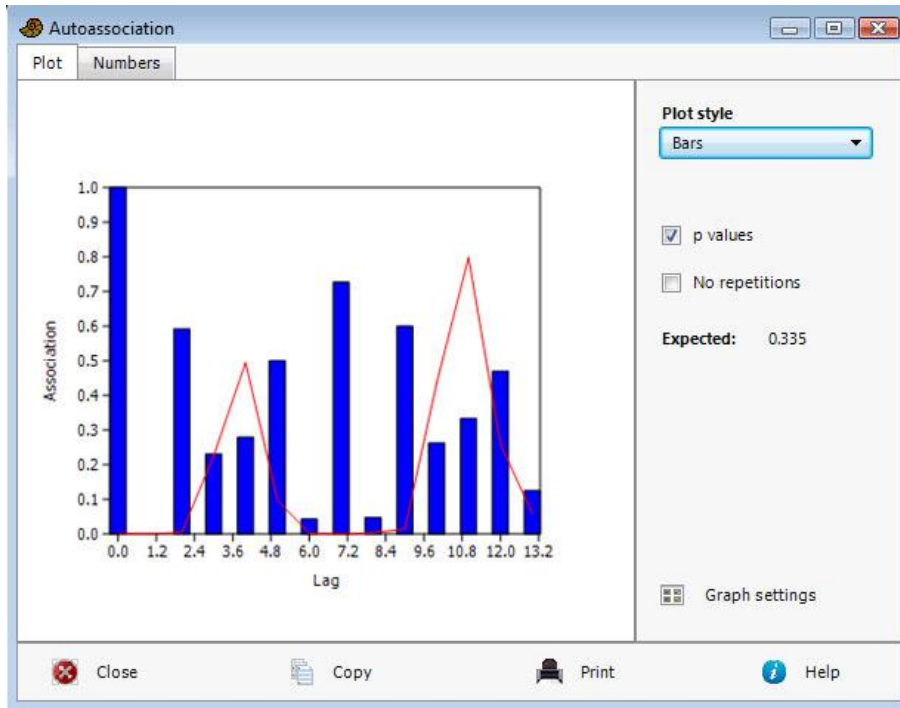 Autoassociation
Plot
Numbers
Plot style
Bars
p values
No repetitions
Expected: 0.335
1.0
0.9
0.8
0.7
0.6
0.5
0.4
0.3
0.2
0.1
0.0
Association
0.0 1.2 2.4 3.6 4.8 6.0 7.2 8.4 9.6 10.8 12.0 13.2
Lag
Graph settings
Close Copy Print Help